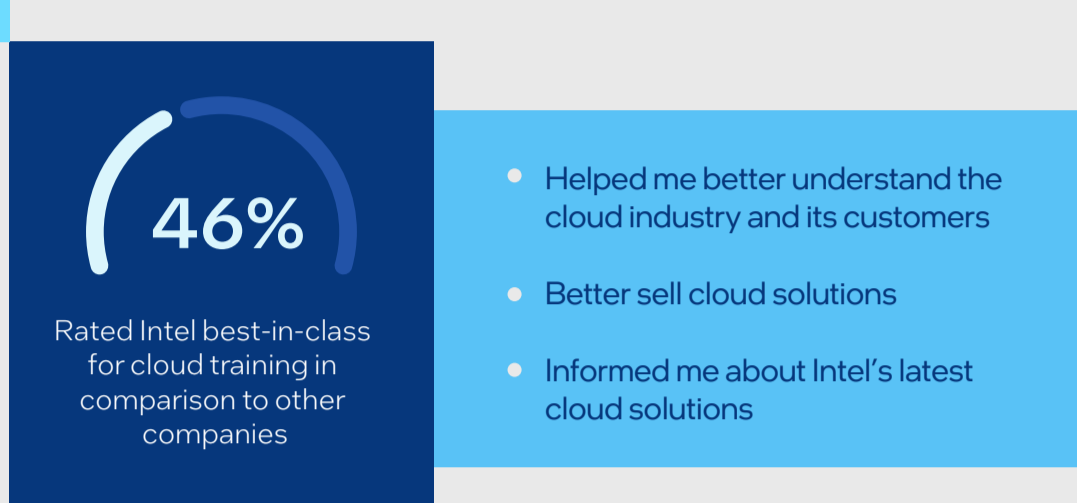 46%
Rated Intel best-in-class
for cloud training in
comparison to other
companies
Helped me better understand the
cloud industry and its customers
Better sell cloud solutions
Informed me about Intel’s latest
cloud solutions